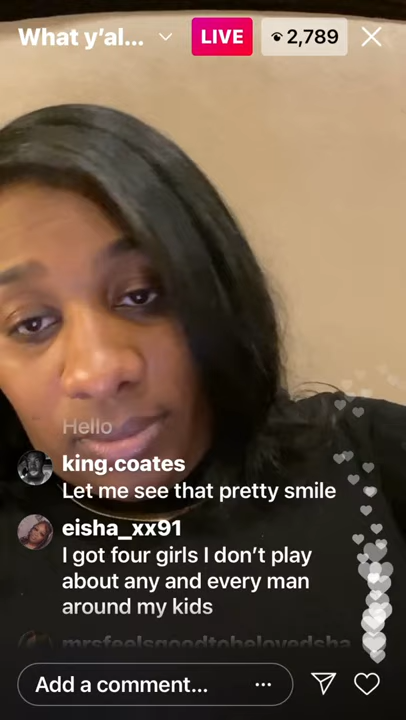 What y’al... LIVE 2,789
Hello
king.coates
Let me see that pretty smile
eisha_xx91
I got four girls I don’t play
about any and every man
around my kids
mrsfeelsgoodtobelovedsha
Add a comment... ...